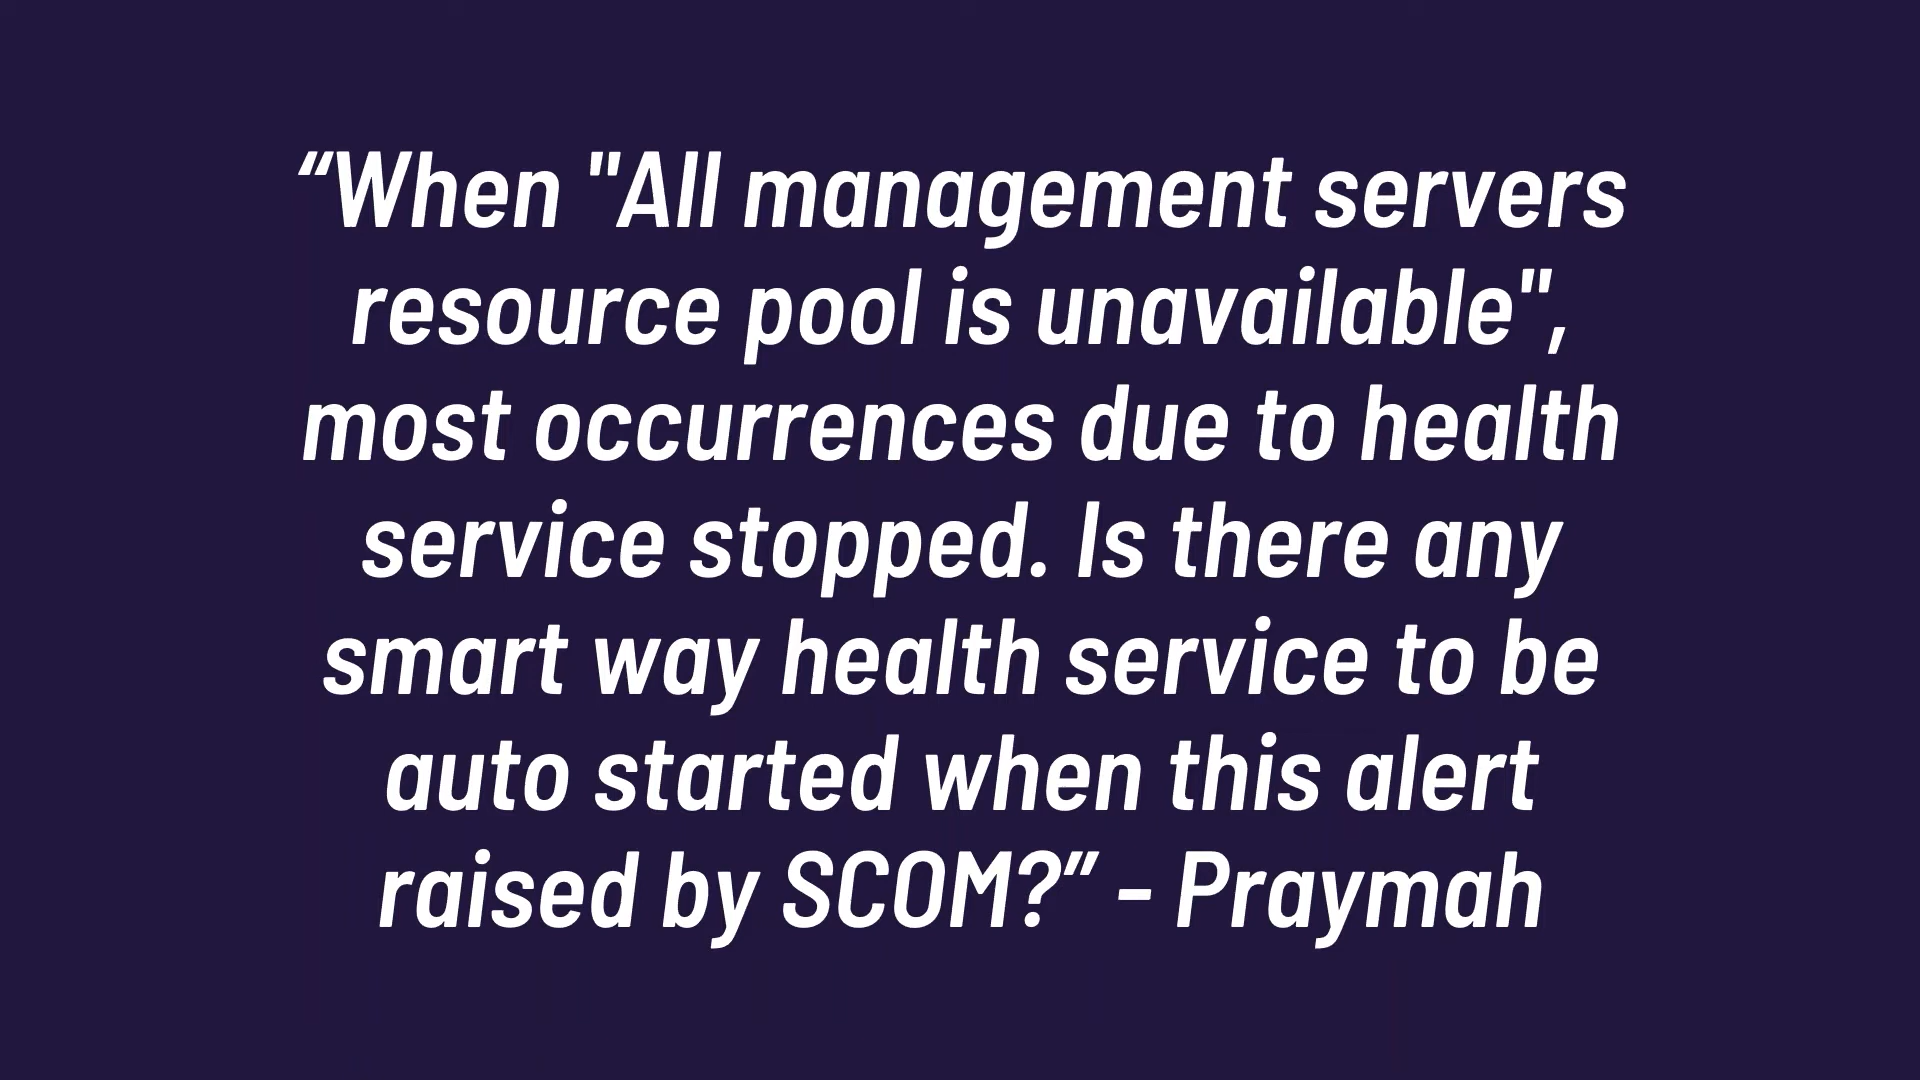 “When "All management servers
resource pool is unavailable",
most occurrences due to health
service stopped. Is there any
smart way health service to be
auto started when this alert
raised by SCOM?” - Praymah